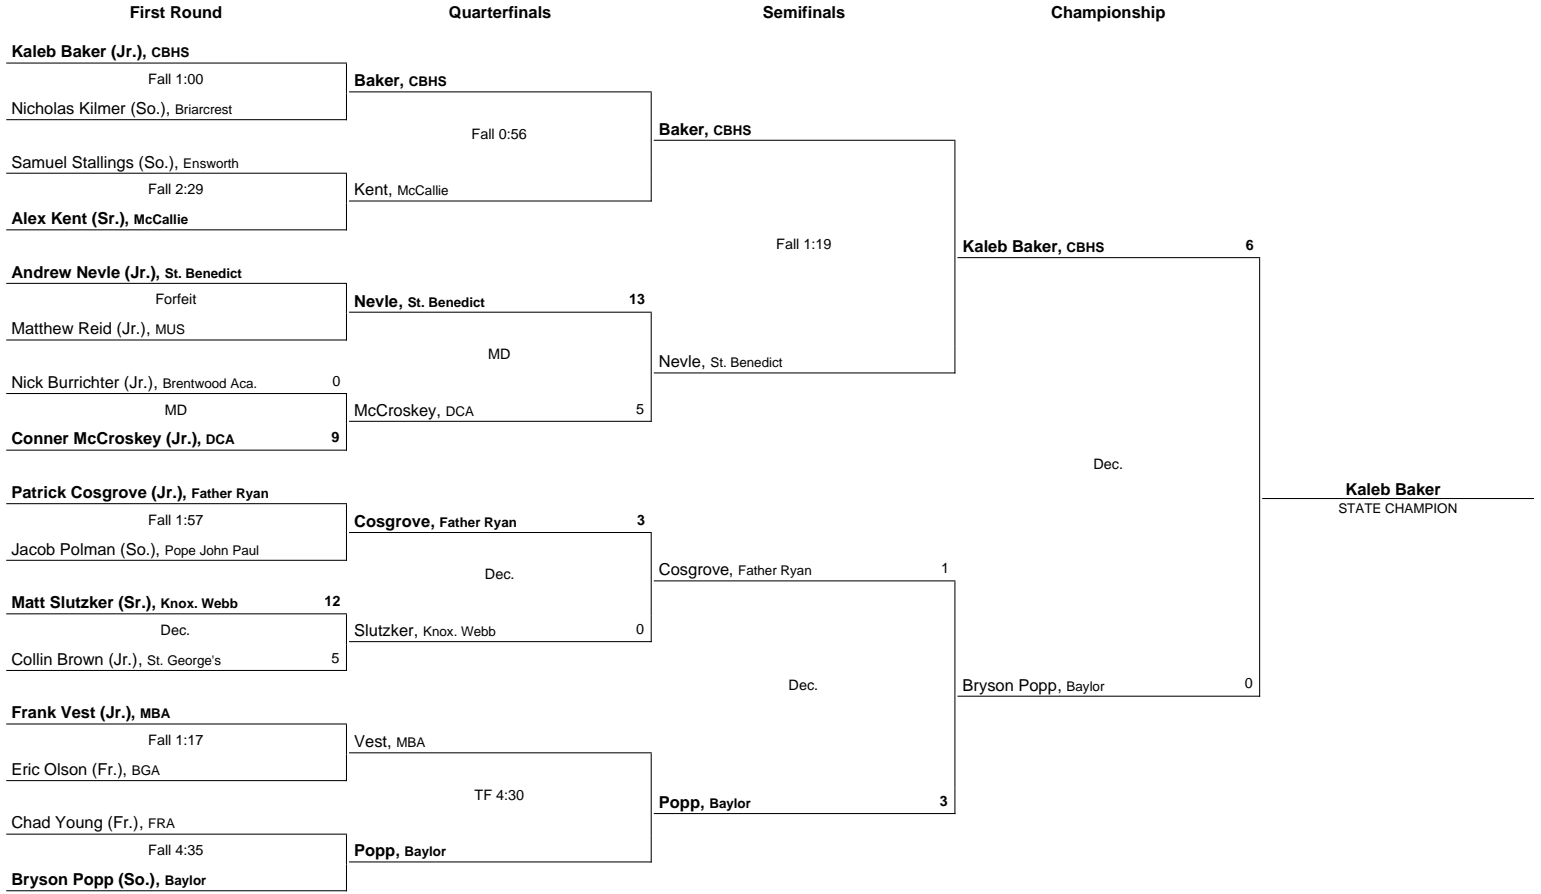 First Round Quarterfinals Semifinals Championship
Kaleb Baker (Jr.), CBHS
Fall 1:00
Nicholas Kilmer (So.), Briarcrest
Samuel Stallings (So.), Ensworth
Fall 2:29
Alex Kent (Sr.), McCallie
Andrew Nevle (Jr.), St. Benedict
Forfeit
Matthew Reid (Jr.), MUS
Nick Burrichter (Jr.), Brentwood Aca. 0
MD
Conner McCroskey (Jr.), DCA 9
Patrick Cosgrove (Jr.), Father Ryan
Fall 1:57
Jacob Polman (So.), Pope John Paul
Matt Slutzker (Sr.), Knox. Webb 12
Dec.
Collin Brown (Jr.), St. George's 5
Frank Vest (Jr.), MBA
Fall 1:17
Eric Olson (Fr.), BGA
Chad Young (Fr.), FRA
Fall 4:35
Bryson Popp (So.), Baylor
Baker, CBHS
Fall 0:56
Kent, McCallie
Nevle, St. Benedict 13
MD
McCroskey, DCA 5
Cosgrove, Father Ryan 3
Dec.
Slutzker, Knox. Webb 0
Vest, MBA
TF 4:30
Popp, Baylor
Baker, CBHS
Fall 1:19
Nevle, St. Benedict
Cosgrove, Father Ryan 1
Dec.
Popp, Baylor 3
Kaleb Baker, CBHS 6
Dec.
Bryson Popp, Baylor 0
Kaleb Baker
STATE CHAMPION